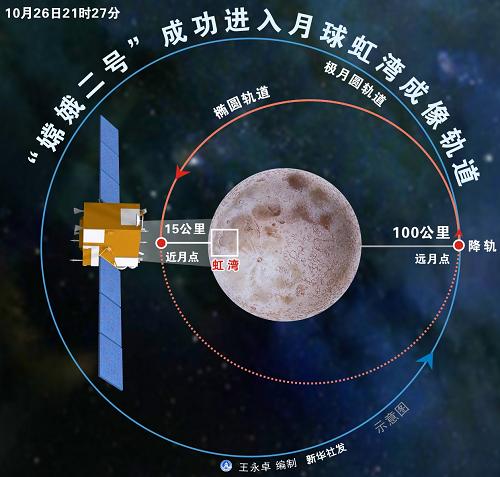 10月26日21时27分
“嫦娥二号”成功进入月球虹湾成像轨道
极月圆轨道
椭圆轨道
15公里
近月点
虹湾
100公里
远月点
降轨
示意图
王永卓 编制 新华社发